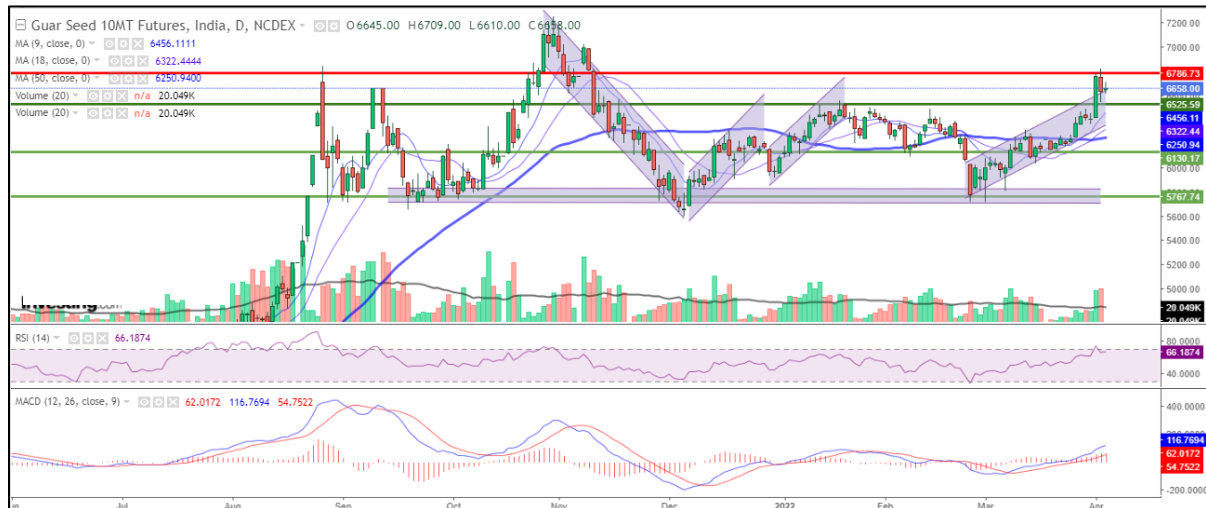 Guar Seed 10MT Futures, India, D, NCDEX O6645.00 H6709.00 L6610.00 C6658.00
MA (9, close, 0) 6456.1111
MA (18, close, 0) 6322.4444
MA (50, close, 0) 6250.9400
Volume (20) n/a 20.049K
Volume (20) n/a 20.049K
7200.00
7000.00
6786.73
6658.00
6525.59
6456.11
6322.44
6250.94
6130.17
6000.00
5767.74
5600.00
5400.00
5200.00
5000.00
20.049K
20.049K
RSI (14) 66.1874
80.0000
66.1874
40.0000
MACD (12, 26, close, 9) 62.0172 116.7694 54.7522
400.0000
116.7694
62.0172
54.7522
-200.0000
Jul Aug Sep Oct Nov Dec 2022 Feb Mar Apr